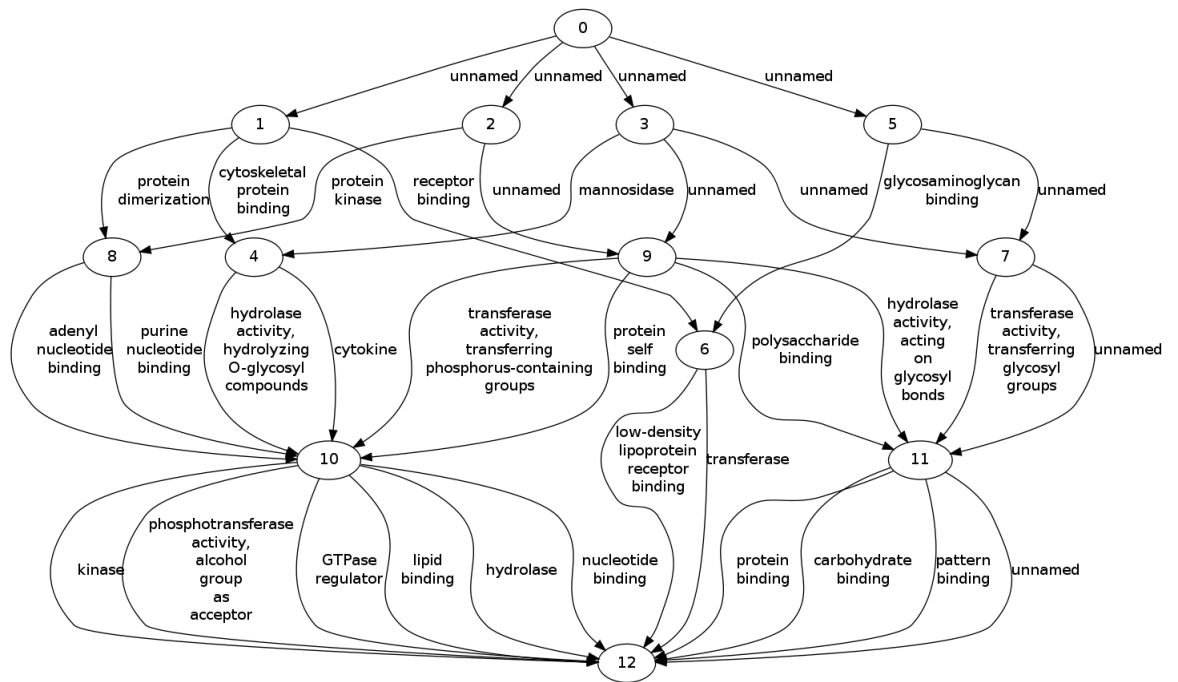 0
unnamed
unnamed
unnamed
unnamed
1
2
3
5
protein
dimerization
cytoskeletal
protein
binding
protein
kinase
receptor
binding
unnamed
mannosidase
unnamed
unnamed
glycosaminoglycan
binding
unnamed
8
4
9
7
adenyl
nucleotide
binding
purine
nucleotide
binding
hydrolase
activity,
hydrolyzing
O-glycosyl
compounds
cytokine
transferase
activity,
transferring
phosphorus-containing
groups
protein
self
binding
6
polysaccharide
binding
hydrolase
activity,
acting
on
glycosyl
bonds
transferase
activity,
transferring
glycosyl
groups
unnamed
10
low-density
lipoprotein
receptor
binding
transferase
11
kinase
phosphotransferase
activity,
alcohol
group
as
acceptor
GTPase
regulator
lipid
binding
hydrolase
nucleotide
binding
protein
binding
carbohydrate
binding
pattern
binding
unnamed
12